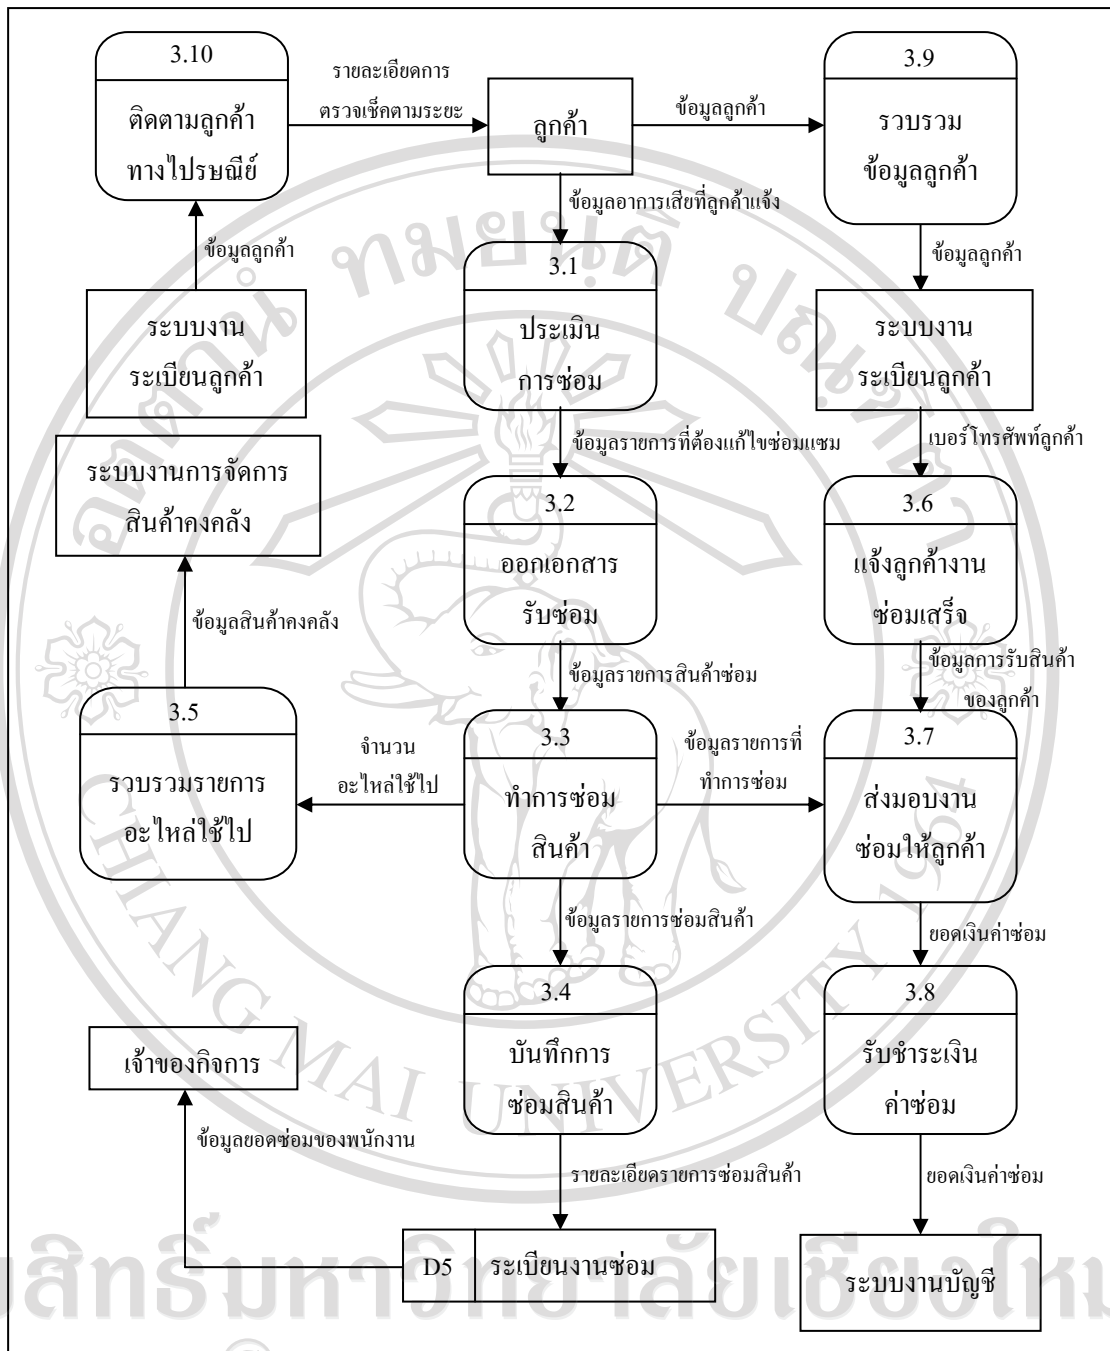 3.10
ติดตามลูกค้า
ทางไปรษณีย์
รายละเอียดการ
ตรวจเช็คตามระยะ
ลูกค้า
ข้อมูลลูกค้า
3.9
รวบรวม
ข้อมูลลูกค้า
ข้อมูลอาการเสียที่ลูกค้าแจ้ง
ข้อมูลลูกค้า
ข้อมูลลูกค้า
3.1
ประเมิน
การซ่อม
ระบบงาน
ระเบียนลูกค้า
ระบบงาน
ระเบียนลูกค้า
ข้อมูลรายการที่ต้องแก้ไขซ่อมแซม
เบอร์โทรศัพท์ลูกค้า
ระบบงานการจัดการ
สินค้าคงคลัง
3.2
ออกเอกสาร
รับซ่อม
3.6
แจ้งลูกค้างาน
ซ่อมเสร็จ
ข้อมูลสินค้าคงคลัง
ข้อมูลรายการสินค้าซ่อม
ข้อมูลการรับสินค้า
ของลูกค้า
3.5
รวบรวมรายการ
อะไหล่ใช้ไป
จำนวน
อะไหล่ใช้ไป
3.3
ทำการซ่อม
สินค้า
ข้อมูลรายการที่
ทำการซ่อม
3.7
ส่งมอบงาน
ซ่อมให้ลูกค้า
ข้อมูลรายการซ่อมสินค้า
ยอดเงินค่าซ่อม
3.4
บันทึกการ
ซ่อมสินค้า
3.8
รับชำระเงิน
ค่าซ่อม
เจ้าของกิจการ
ข้อมูลยอดซ่อมของพนักงาน
รายละเอียดรายการซ่อมสินค้า
ยอดเงินค่าซ่อม
D5 ระเบียนงานซ่อม
ระบบงานบัญชี
CHIANG MAI UNIVERSITY 1964